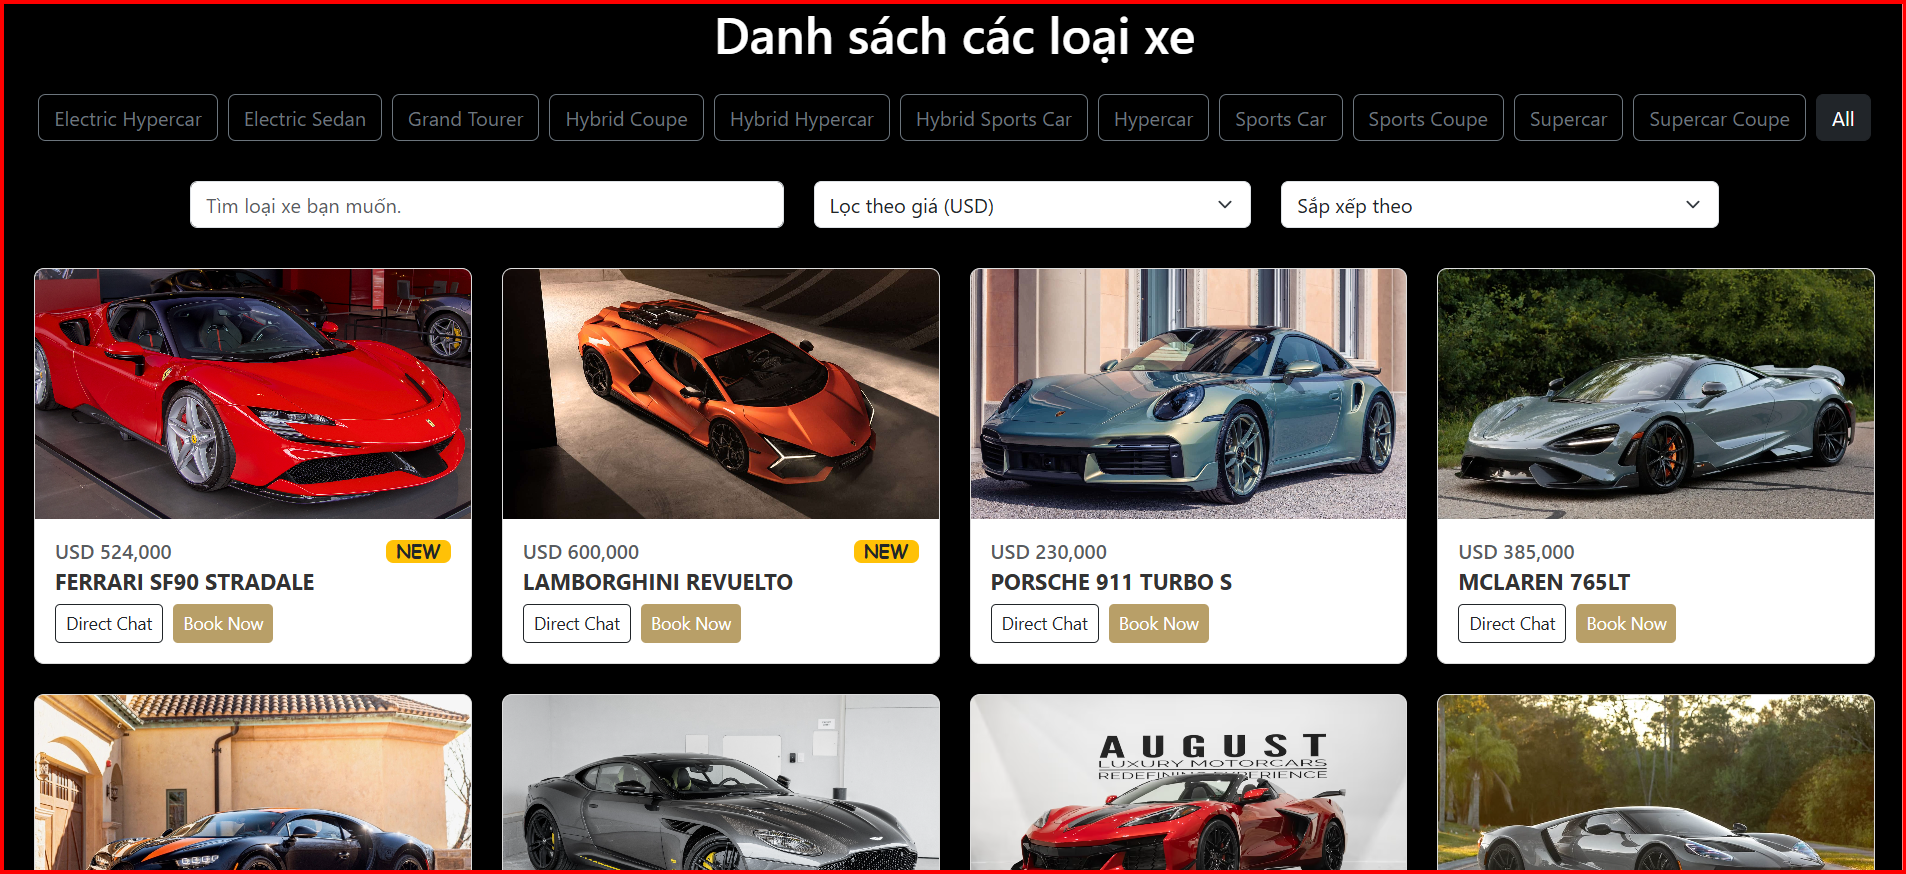 Danh sách các loại xe
Electric Hypercar Electric Sedan Grand Tourer Hybrid Coupe Hybrid Hypercar Hybrid Sports Car Hypercar Sports Car Sports Coupe Supercar Supercar Coupe All
Tìm loại xe bạn muốn. Lọc theo giá (USD) Sắp xếp theo
USD 524,000 NEW
FERRARI SF90 STRADALE
Direct Chat Book Now
USD 600,000 NEW
LAMBORGHINI REVUELTO
Direct Chat Book Now
USD 230,000
PORSCHE 911 TURBO S
Direct Chat Book Now
USD 385,000
MCLAREN 765LT
Direct Chat Book Now
AUGUST
LUXURY MOTORCARS
REDEFINING EXPERIENCE